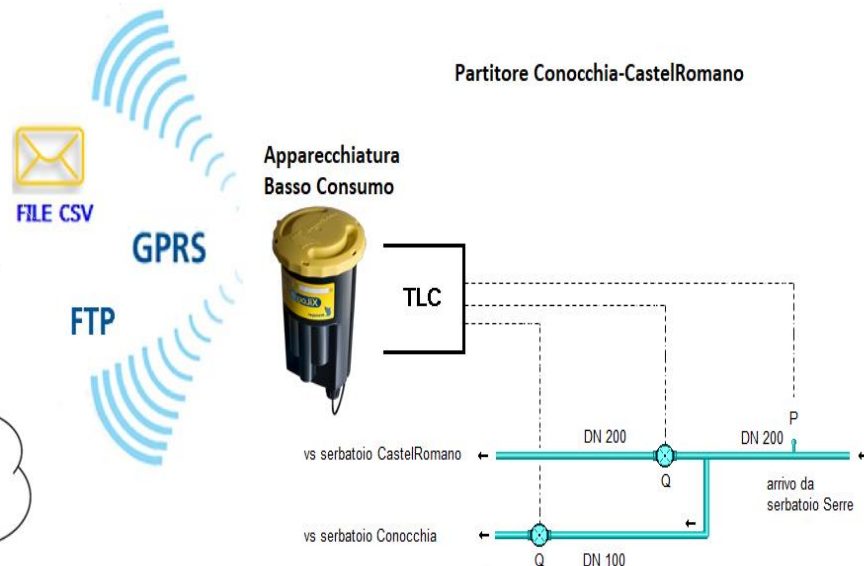 Partitore Conocchia-CastelRomano
Apparecchiatura
Basso Consumo
FILE CSV
GPRS
FTP
TLC
P
DN 200
DN 200
vs serbatoio CastelRomano
Q
arrivo da
serbatoio Serre
vs serbatoio Conocchia
Q
DN 100